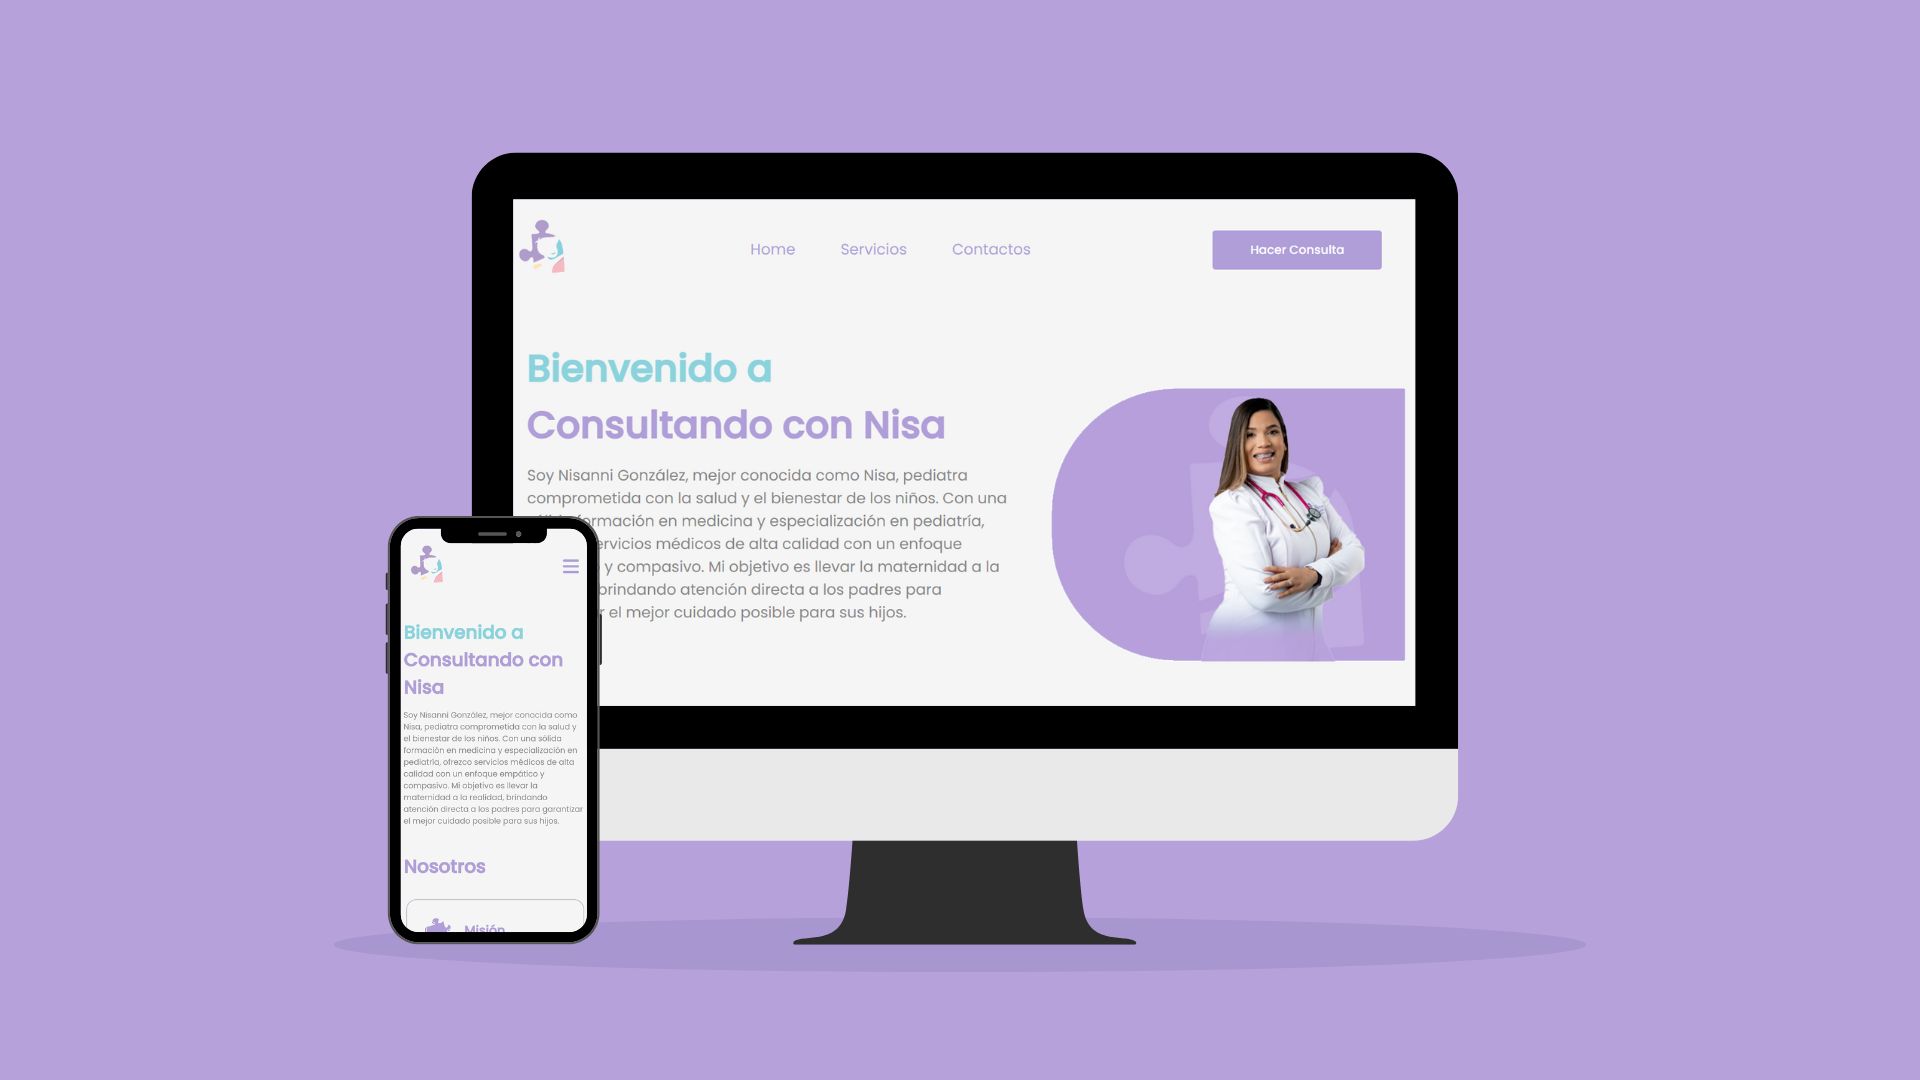 Home
Servicios
Contactos
Hacer Consulta
Bienvenido a
Consultando con Nisa
Soy Nisanni González, mejor conocida como Nisa, pediatra
comprometida con la salud y el bienestar de los niños. Con una
formación en medicina y especialización en pediatría,
ervicios médicos de alta calidad con un enfoque
y compasivo. Mi objetivo es llevar la maternidad a la
brindando atención directa a los padres para
r el mejor cuidado posible para sus hijos.
Bienvenido a
Consultando con
Nisa
Soy Nisanni González, mejor conocida como
Nisa, pediatra comprometida con la salud y
el bienestar de los niños. Con una sólida
formación en medicina y especialización en
pediatría, ofrezco servicios médicos de alta
calidad con un enfoque empático y
compasivo. Mi objetivo es llevar la
maternidad a la realidad, brindando
atención directa a los padres para garantizar
el mejor cuidado posible para sus hijos.
Nosotros
Misión